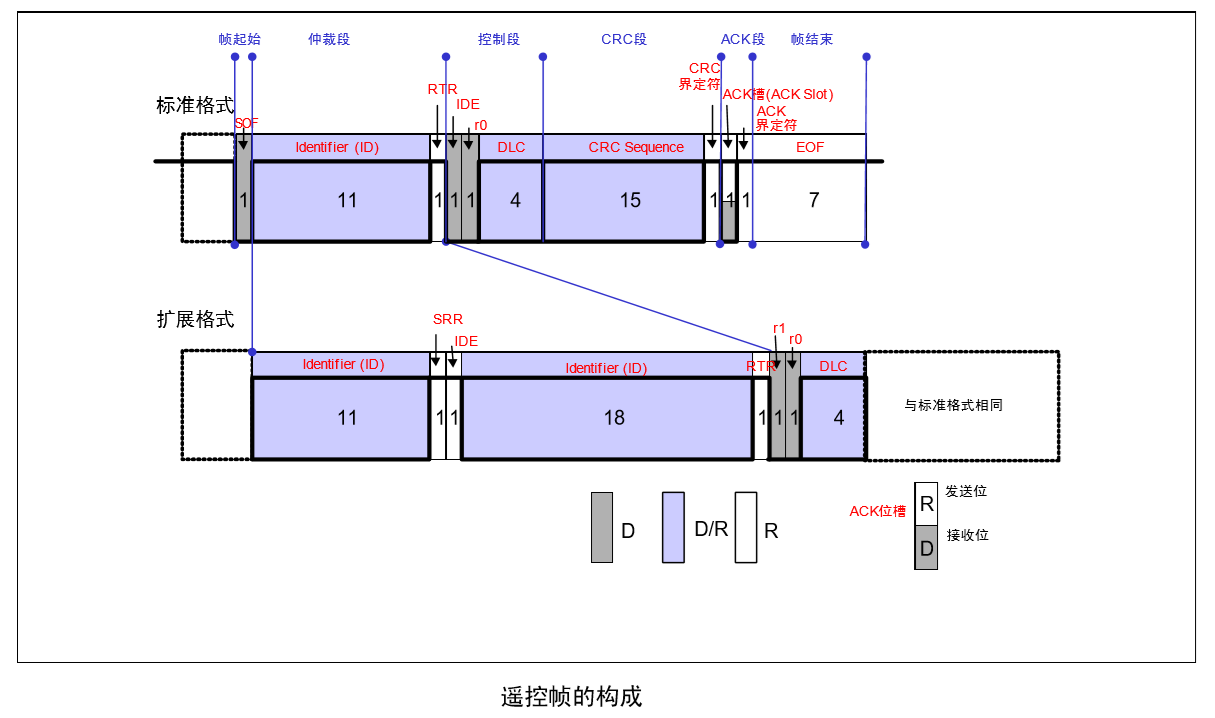 帧起始 仲裁段 控制段 CRC段 ACK段 帧结束
CRC
界定符
RTR
ACK槽(ACK Slot)
标准格式
IDE
ACK
界定符
SOF
r0
Identifier (ID) DLC CRC Sequence EOF
1 11 1 1 1 4 15 1 1 1 7
扩展格式
SRR
r1
IDE
r0
Identifier (ID) Identifier (ID) RTR DLC
11 1 1 18 1 1 1 4
与标准格式相同
D D/R R
ACK位槽
R 发送位
D 接收位
遥控帧的构成